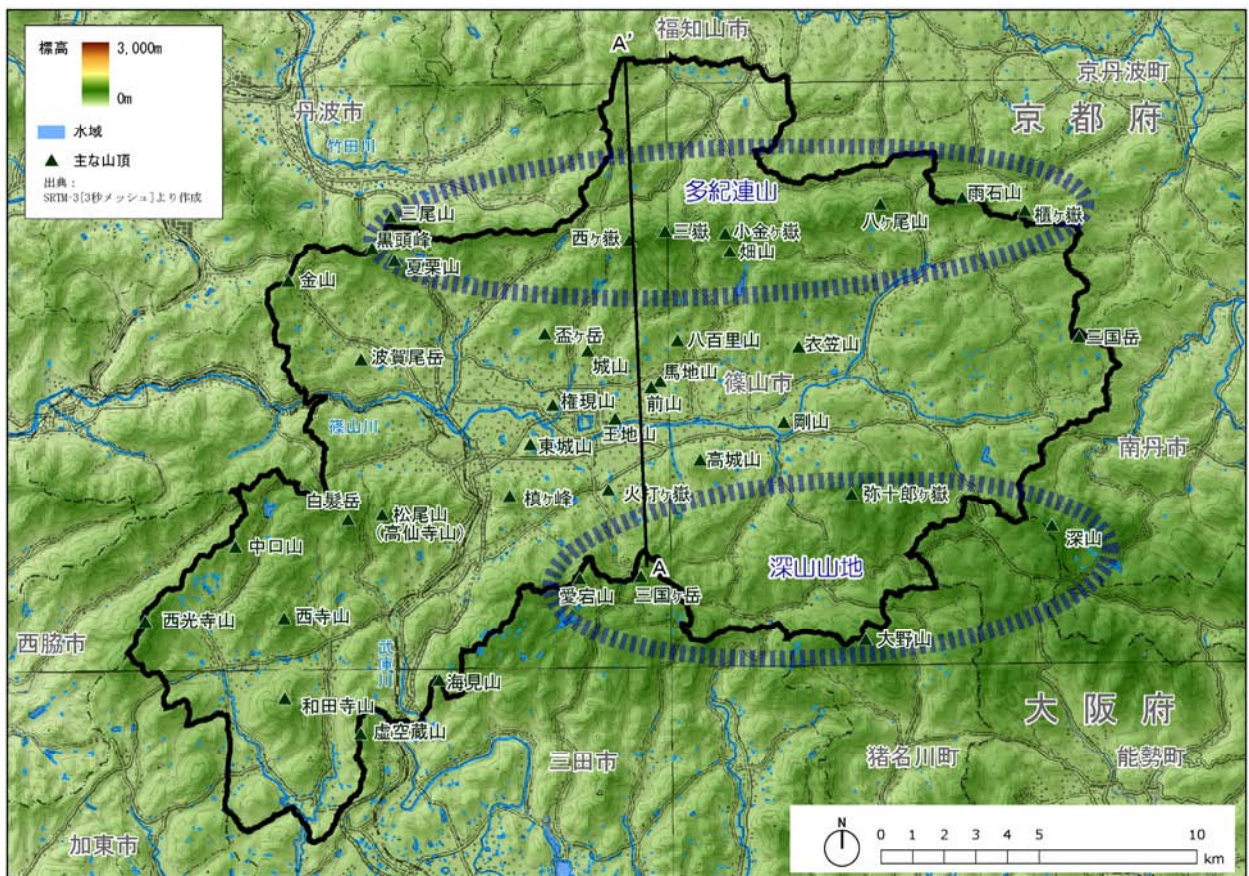 標高
3,000m
0m
水域
主な山頂
出典：
SRTM-3[3秒メッシュ]より作成
福知山市
A'
京丹波町
京都府
丹波市
竹田川
多紀連山
三尾山
雨石山
櫃ヶ嶽
八ヶ尾山
黒頭峰
西ヶ嶽
三嶽
小金ヶ嶽
畑山
夏栗山
金山
盃ヶ岳
八百里山
衣笠山
三国岳
波賀尾岳
城山
馬地山
篠山市
前山
権現山
篠山川
王地山
剛山
東城山
南丹市
高城山
槙ヶ峰
火打ヶ嶽
弥十郎ヶ嶽
白髪岳
松尾山
(高仙寺山)
深山
中口山
深山山地
A
愛宕山
三国ヶ岳
西光寺山
西寺山
大野山
西脇市
武庫川
海見山
和田寺山
大阪府
虚空蔵山
三田市
猪名川町
能勢町
加東市
N
0 1 2 3 4 5 10
km